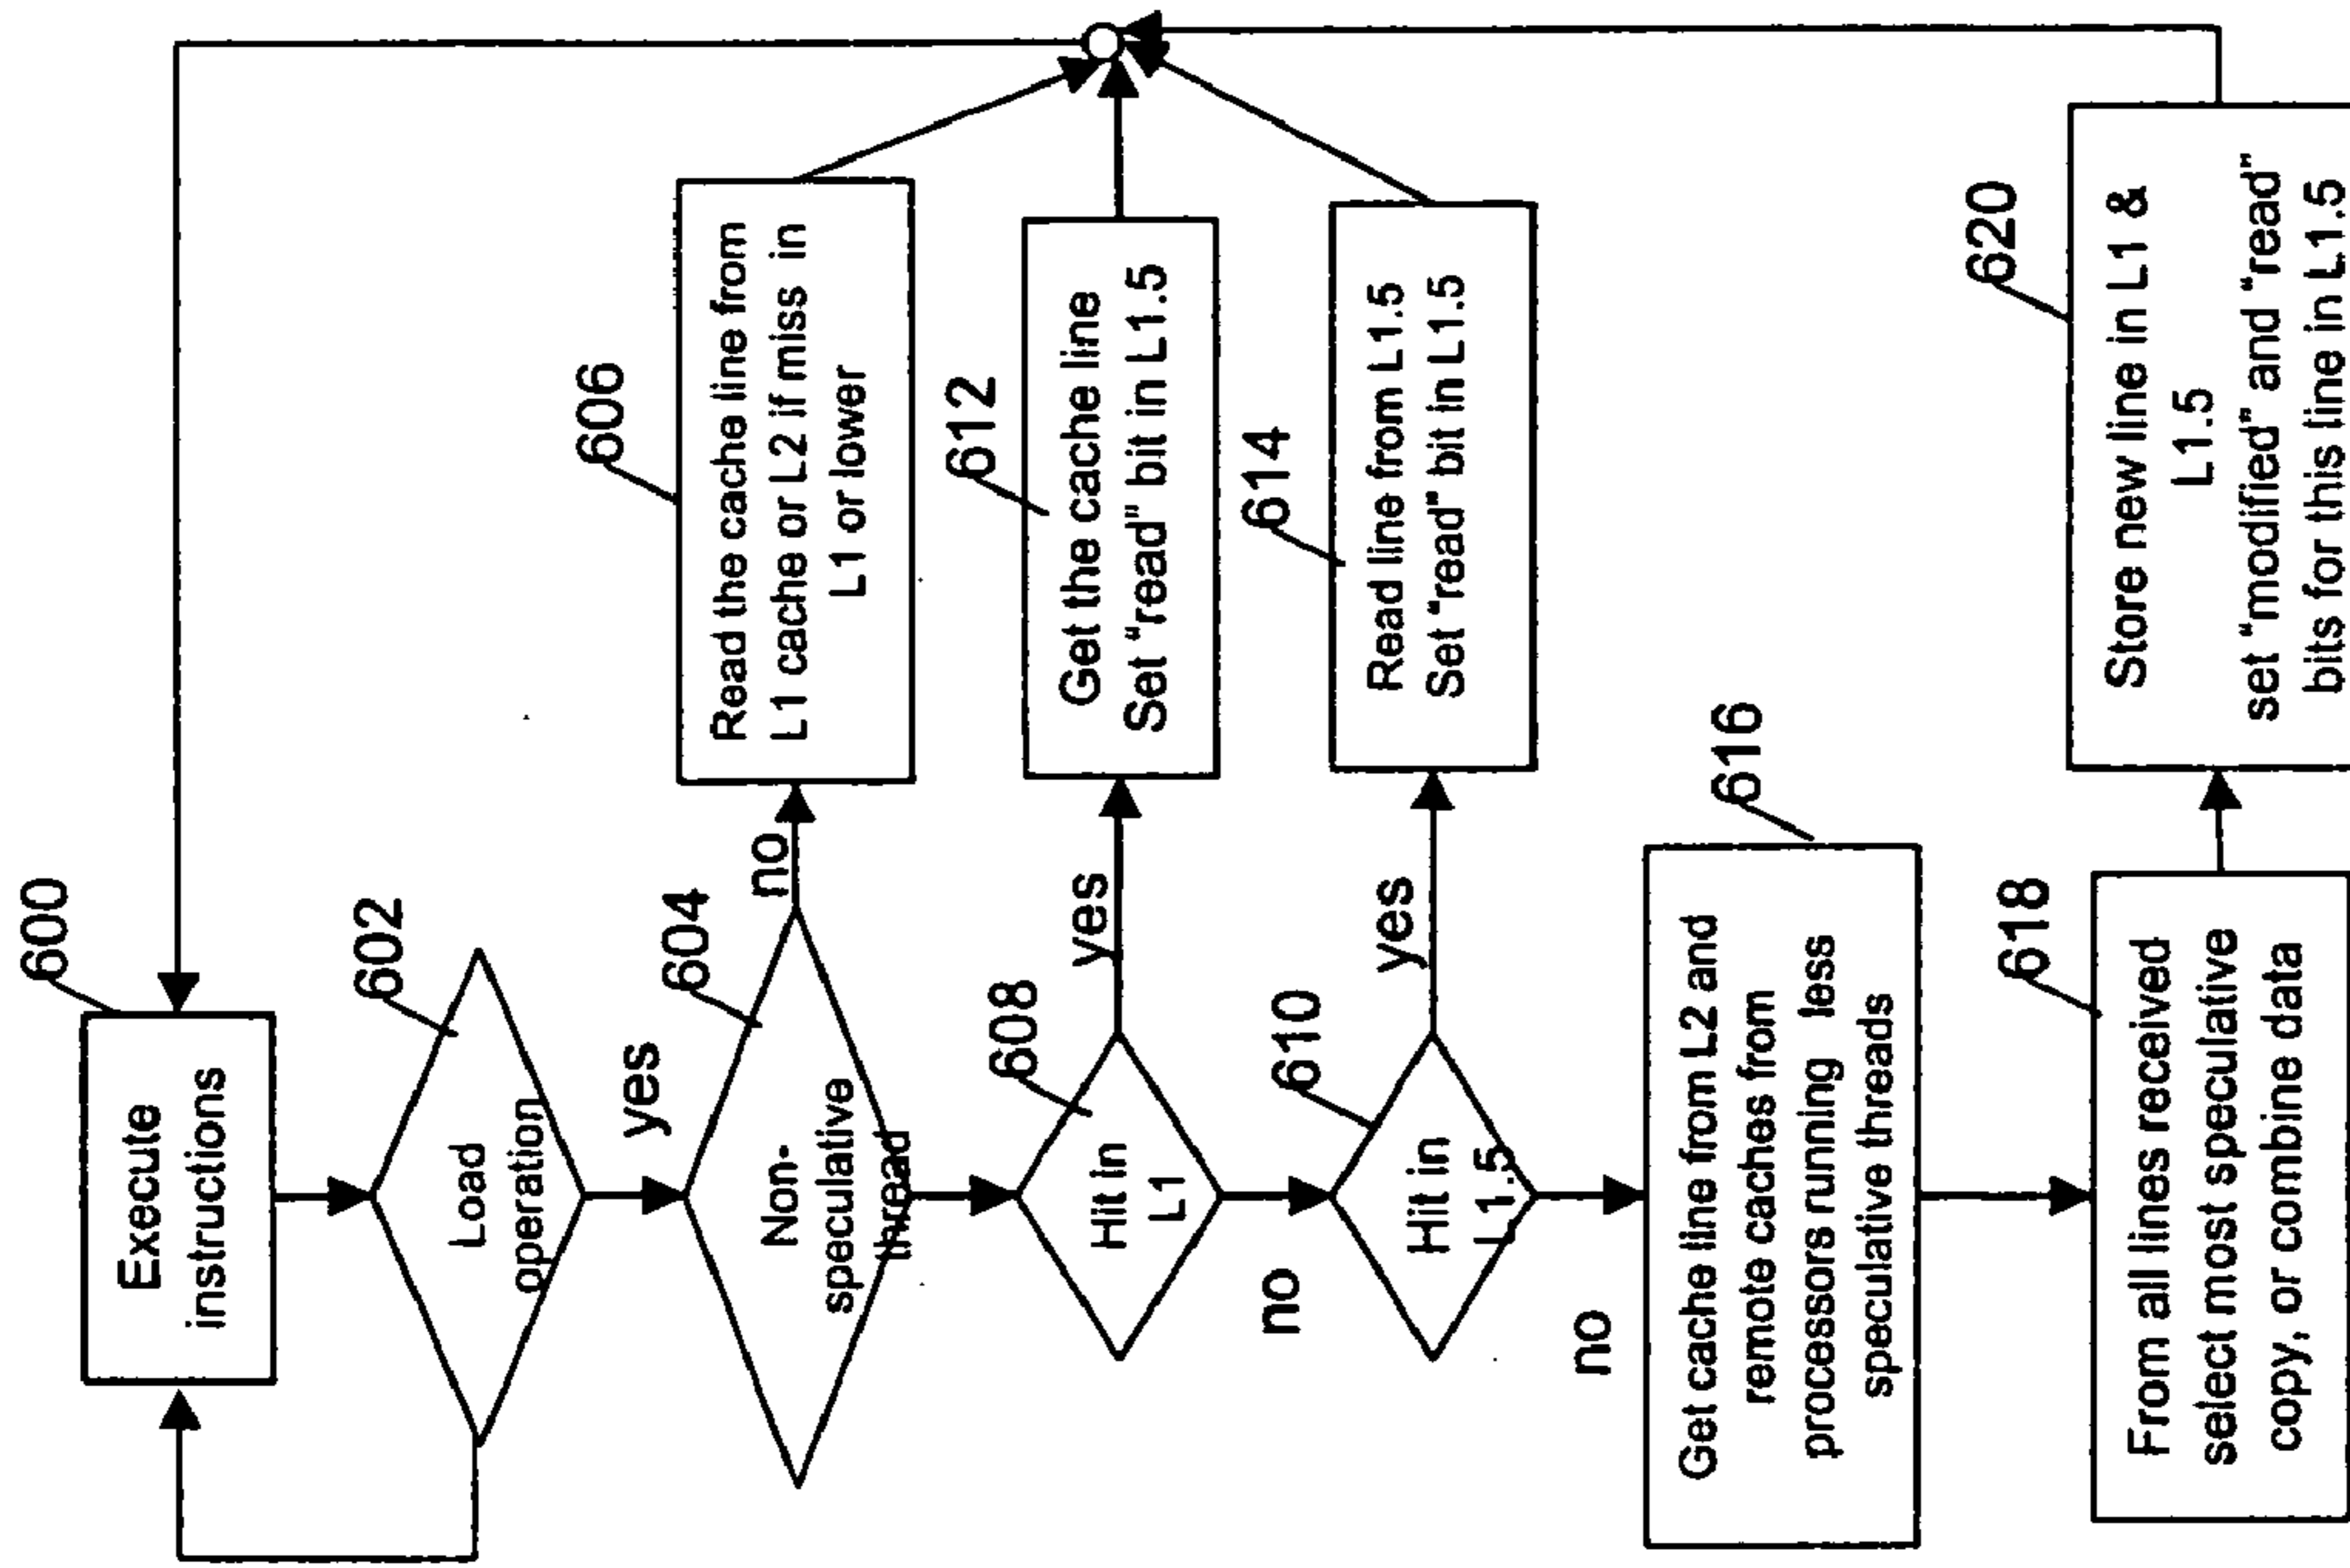 600
Execute
instructions
602
Load
operation
yes
604
Non-
speculative
thread
no
606
Read the cache line from
L1 cache or L2 if miss in
L1 or lower
608
Hit in
L1
yes
612
Get the cache line
Set "read" bit in L1.5
no
610
Hit in
L1.5
yes
614
Read line from L1.5
Set "read" bit in L1.5
no
616
Get cache line from L2 and
remote caches from
processors running less
speculative threads
618
From all lines received
select most speculative
copy, or combine data
620
Store new line in L1 &
L1.5
set "modified" and "read"
bits for this line in L1.5